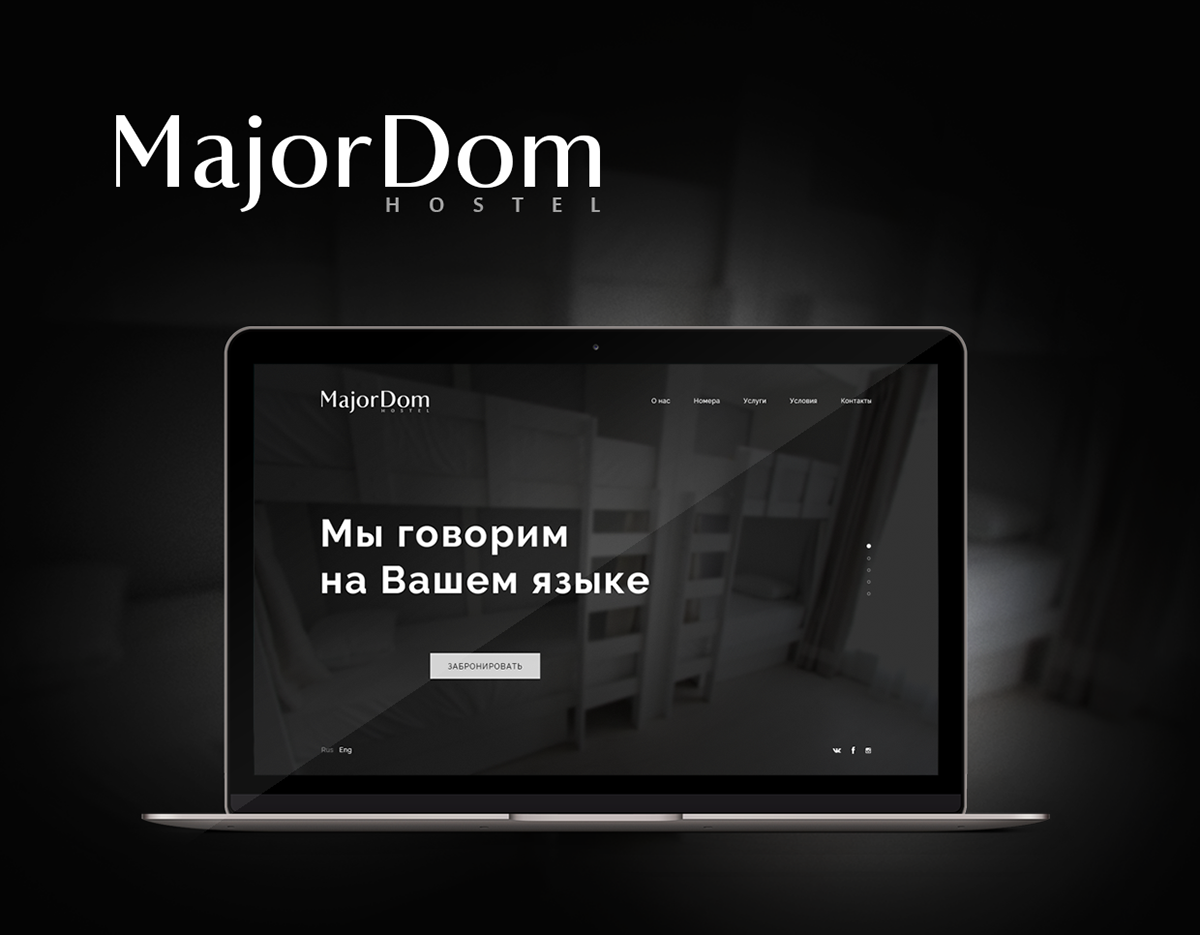 MajorDom
HOSTEL
MajorDom
HOSTEL
О нас Номера Услуги Условия Контакты
Мы говорим
на Вашем языке
ЗАБРОНИРОВАТЬ
Rus Eng